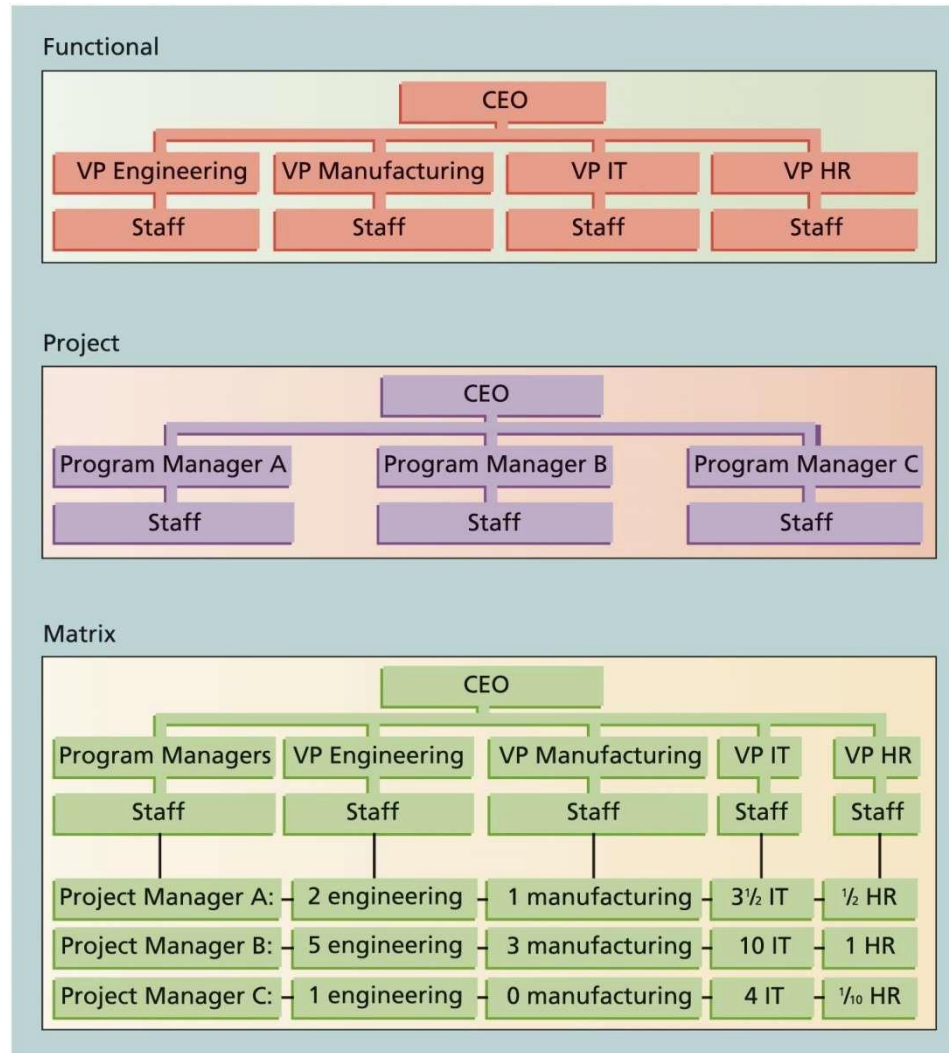 Functional
CEO
VP Engineering VP Manufacturing VP IT VP HR
Staff Staff Staff Staff
Project
CEO
Program Manager A Program Manager B Program Manager C
Staff Staff Staff
Matrix
CEO
Program Managers VP Engineering VP Manufacturing VP IT VP HR
Staff Staff Staff Staff Staff
Project Manager A: 2 engineering 1 manufacturing 3½ IT ½ HR
Project Manager B: 5 engineering 3 manufacturing 10 IT 1 HR
Project Manager C: 1 engineering 0 manufacturing 4 IT 1/10 HR